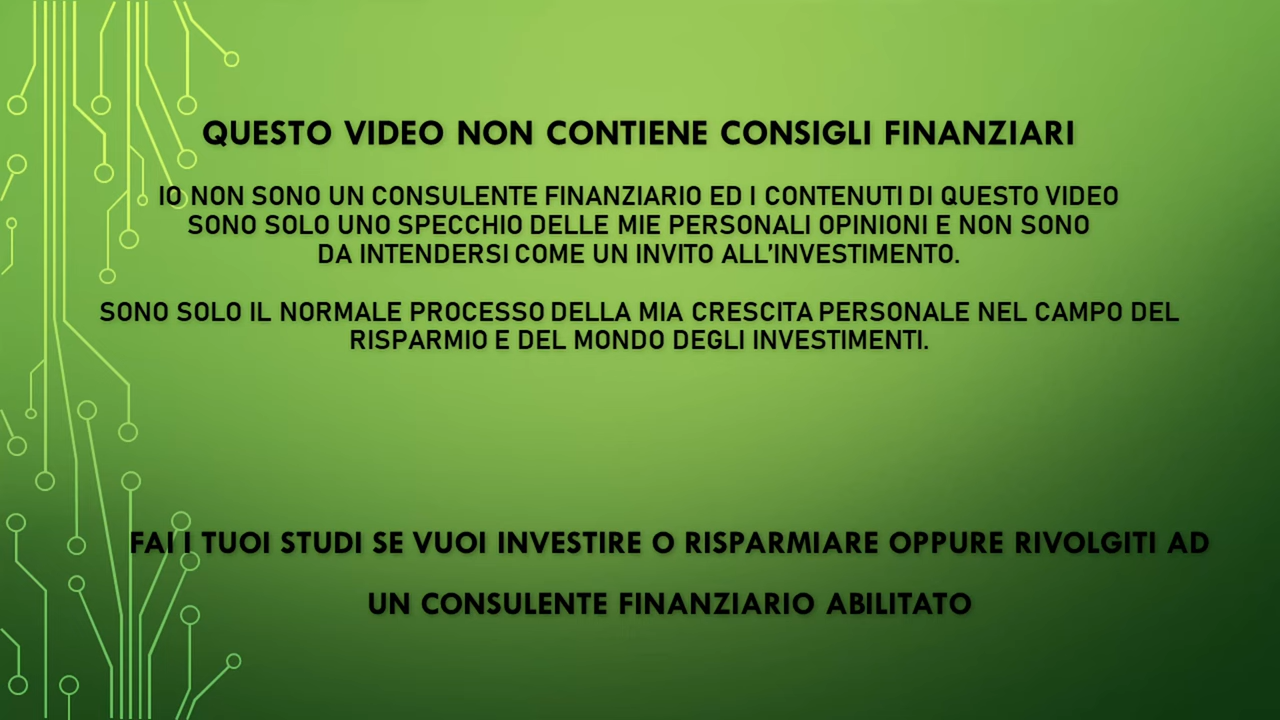 QUESTO VIDEO NON CONTIENE CONSIGLI FINANZIARI
IO NON SONO UN CONSULENTE FINANZIARIO ED I CONTENUTI DI QUESTO VIDEO
SONO SOLO UNO SPECCHIO DELLE MIE PERSONALI OPINIONI E NON SONO
DA INTENDERSI COME UN INVITO ALL'INVESTIMENTO.
SONO SOLO IL NORMALE PROCESSO DELLA MIA CRESCITA PERSONALE NEL CAMPO DEL
RISPARMIO E DEL MONDO DEGLI INVESTIMENTI.
FAI I TUOI STUDI SE VUOI INVESTIRE O RISPARMIARE OPPURE RIVOLGITI AD
UN CONSULENTE FINANZIARIO ABILITATO